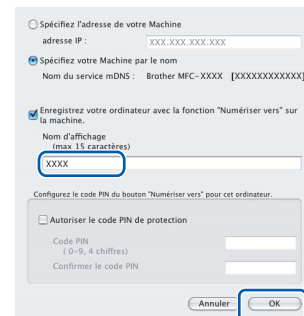 Spécifiez l'adresse de votre Machine
adresse IP : XXX.XXX.XXX.XXX
Spécifiez votre Machine par le nom
Nom du service mDNS : Brother MFC-XXXX [XXXXXXXXXXXX]
Enregistrez votre ordinateur avec la fonction "Numériser vers" sur
la machine.
Nom d'affichage
(max 15 caractères)
XXXX
Configurez le code PIN du bouton "Numériser vers" pour cet ordinateur.
Autoriser le code PIN de protection
Code PIN
( 0-9, 4 chiffres)
Confirmer le code PIN
Annuler OK